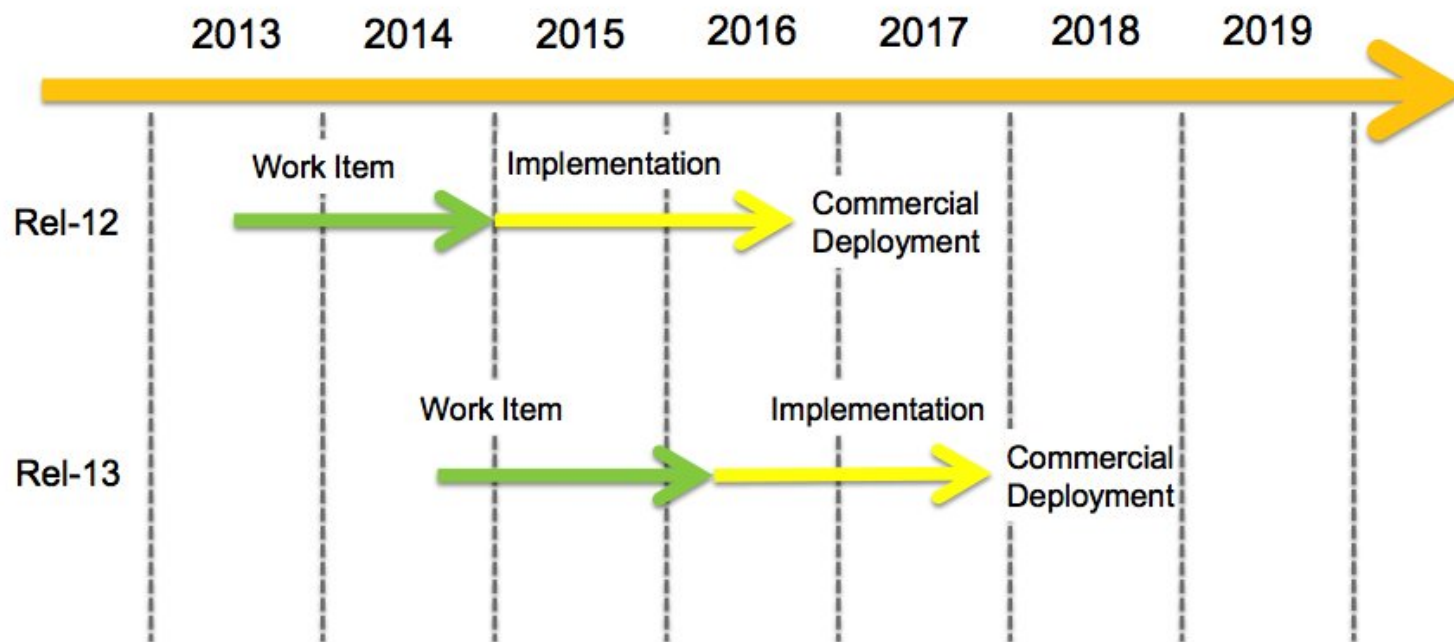 2013 2014 2015 2016 2017 2018 2019
Work Item Implementation
Rel-12 Commercial
Deployment
Work Item Implementation
Rel-13 Commercial
Deployment